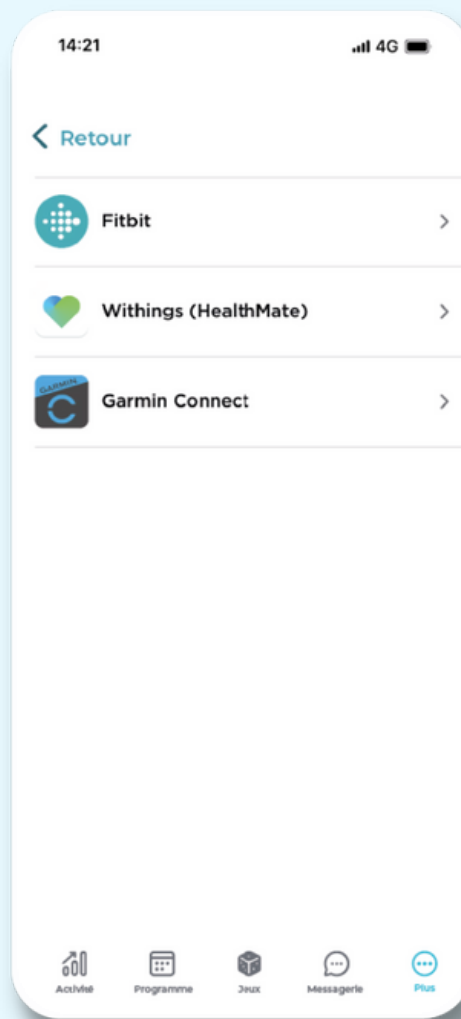 14:21 4G
Retour
Fitbit
Withings (HealthMate)
GARMIN
Garmin Connect
Activité Programme Jeux Messagerie Plus